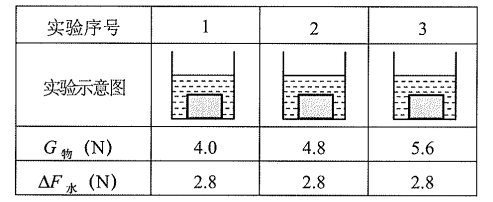 实验序号 1 2 3
实验示意图
G物 (N) 4.0 4.8 5.6
ΔF水 (N) 2.8 2.8 2.8